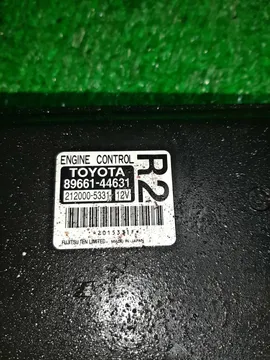 ENGINE CONTROL
TOYOTA
89661-44631
212000-5331 12V
R2
FUJITSU TEN LIMITED. MADE IN JAPAN